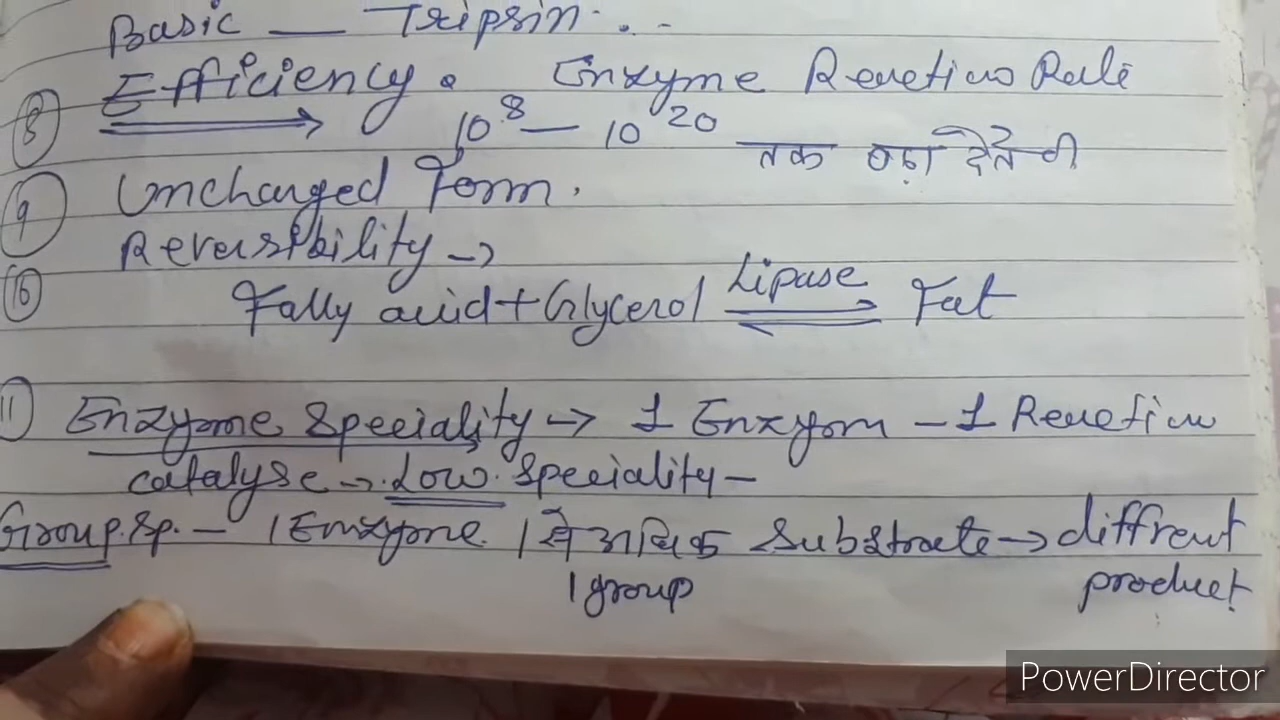 Basic — Tripsin.
⑧ Efficiency. Enzyme Reaction Rate
10⁸ — 10²⁰ तक बढ़ा देते है
⑨ Unchanged Form.
⑩ Reversibility →
Fatty acid + Glycerol ⇌ Lipase Fat
⑪ Enzyme Speciality → 1 Enzyom — 1 Reaction
catalyse → Low Speciality —
Group.Sp. — 1 Enzyme 1 से अधिक Substrate → diffrent
1 group product
PowerDirector